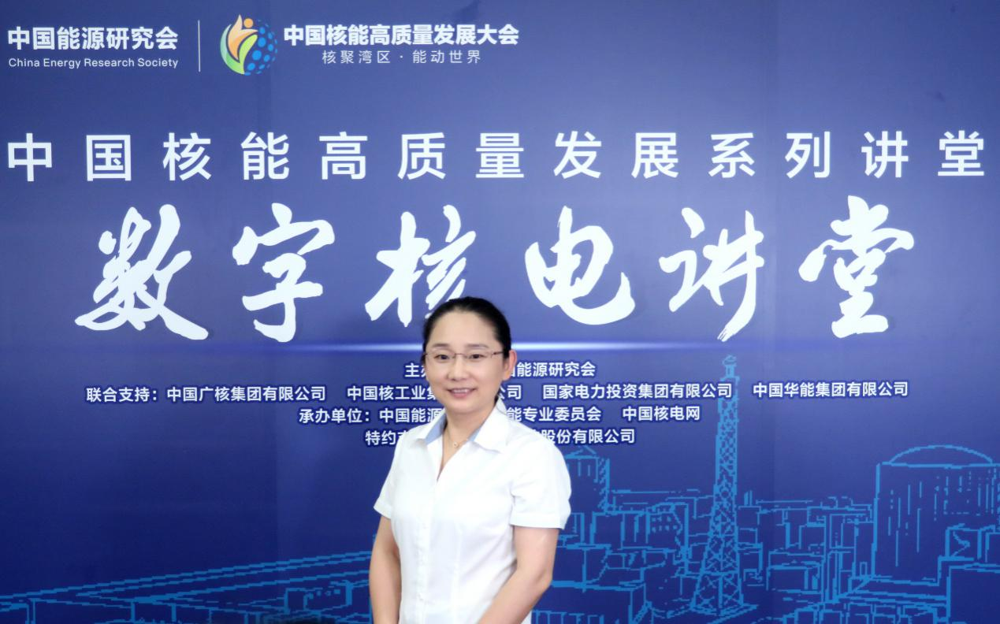 中国能源研究会
China Energy Research Society
中国核能高质量发展大会
核聚湾区·能动世界
中国核能高质量发展系列讲堂
数字核电讲堂
主 能源研究会
联合支持：中国广核集团有限公司 中国核工业 公司 国家电力投资集团有限公司 中国华能集团有限公司
承办单位：中国能 能专业委员会 中国核电网
特约 股份有限公司